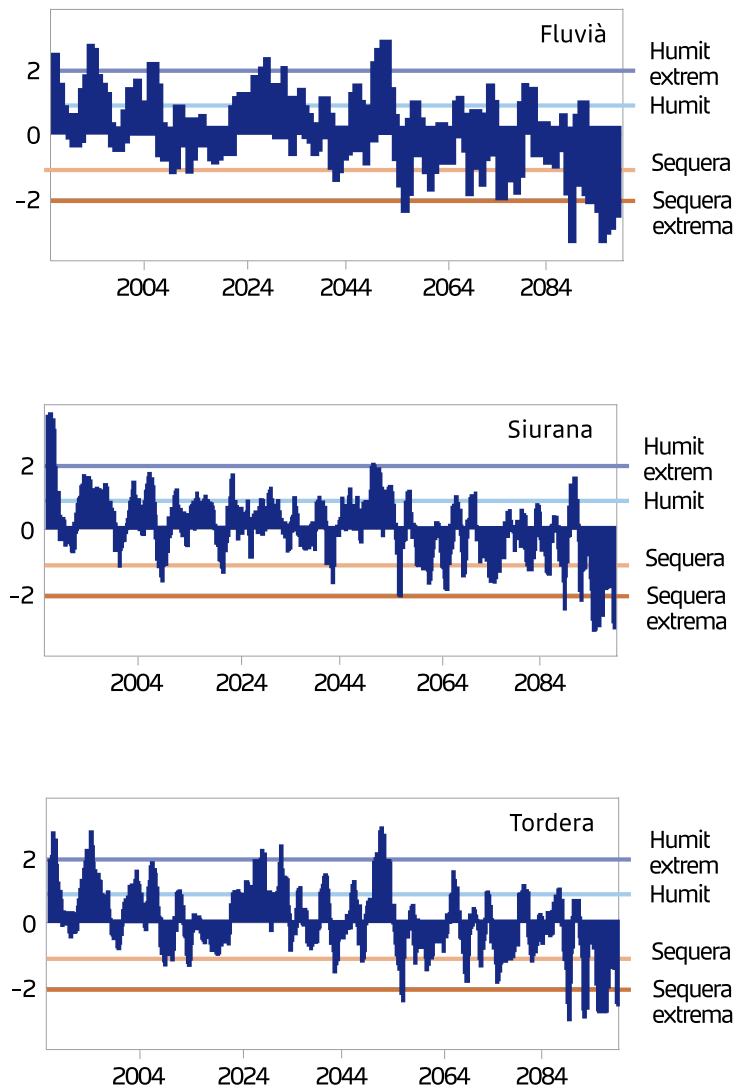 Fluvià
Humit
extrem
2
Humit
0
Sequera
-2
Sequera
extrema
2004 2024 2044 2064 2084
Siurana
Humit
extrem
2
Humit
0
Sequera
-2
Sequera
extrema
2004 2024 2044 2064 2084
Tordera
Humit
extrem
2
Humit
0
Sequera
-2
Sequera
extrema
2004 2024 2044 2064 2084